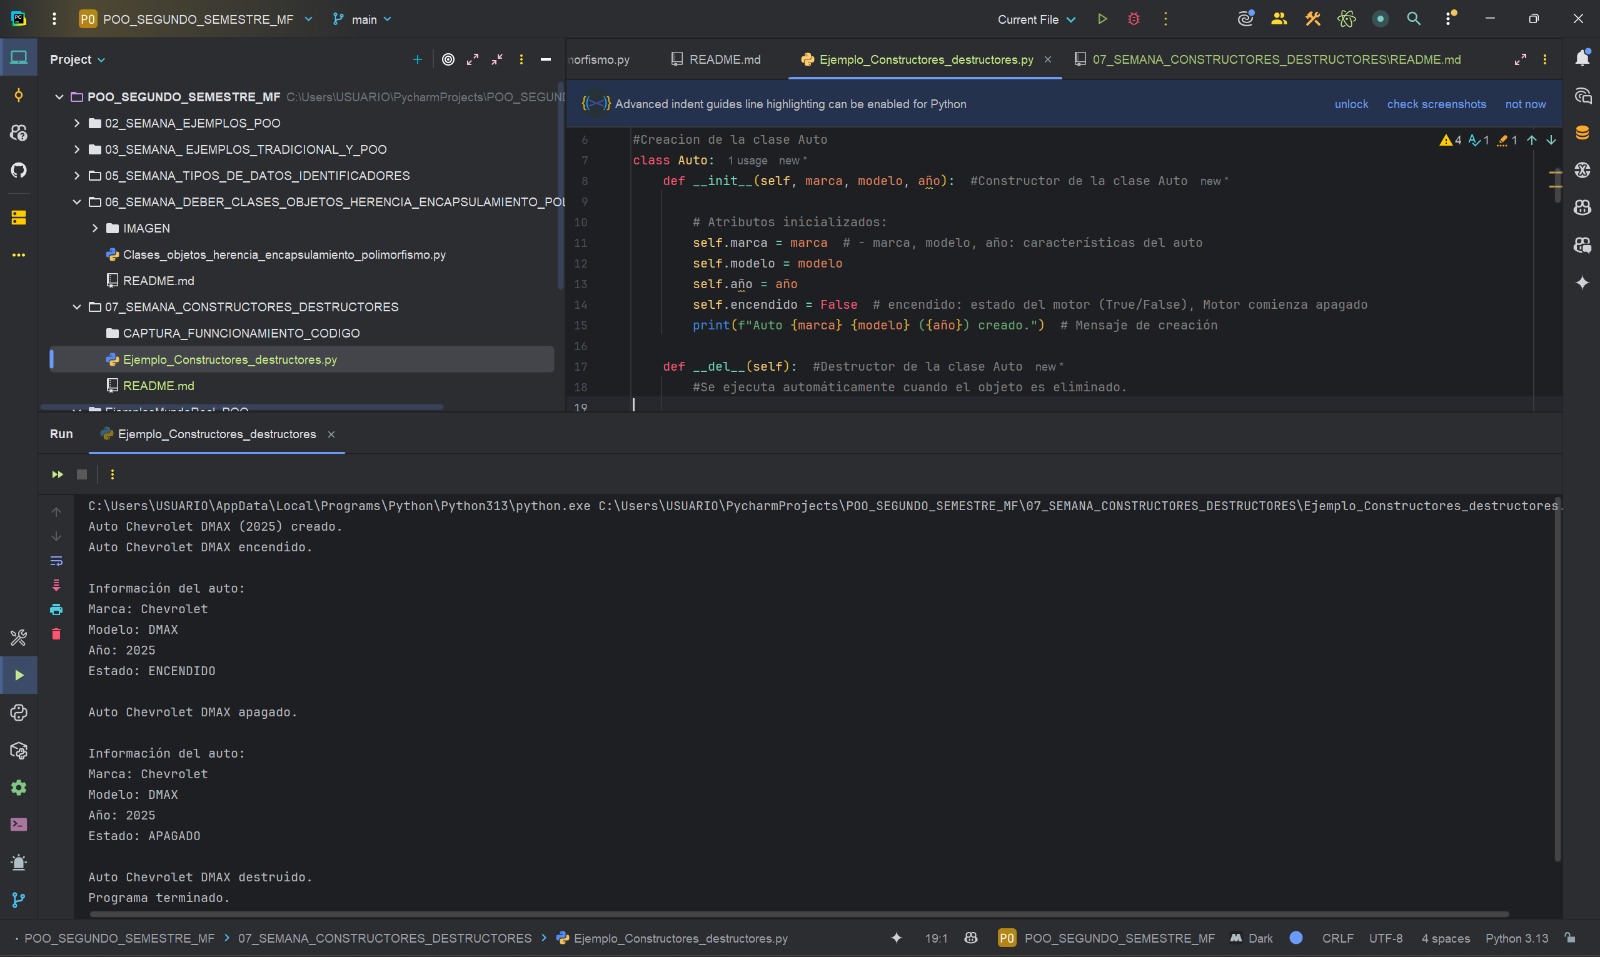 PC
PO POO_SEGUNDO_SEMESTRE_MF
main
Current File
Project
POO_SEGUNDO_SEMESTRE_MF C:\Users\USUARIO\PycharmProjects\POO_SEGUN
02_SEMANA_EJEMPLOS_POO
03_SEMANA_ EJEMPLOS_TRADICIONAL_Y_POO
05_SEMANA_TIPOS_DE_DATOS_IDENTIFICADORES
06_SEMANA_DEBER_CLASES_OBJETOS_HERENCIA_ENCAPSULAMIENTO_POL
IMAGEN
Clases_objetos_herencia_encapsulamiento_polimorfismo.py
README.md
07_SEMANA_CONSTRUCTORES_DESTRUCTORES
CAPTURA_FUNNCIONAMIENTO_CODIGO
Ejemplo_Constructores_destructores.py
README.md
EjemplosMundoReal_POO
norfismo.py
README.md
Ejemplo_Constructores_destructores.py
07_SEMANA_CONSTRUCTORES_DESTRUCTORES\README.md
Advanced indent guides line highlighting can be enabled for Python
unlock check screenshots not now
4 1 1
6 #Creacion de la clase Auto
7 class Auto: 1 usage new *
8 def __init__(self, marca, modelo, año): #Constructor de la clase Auto new *
9
10 # Atributos inicializados:
11 self.marca = marca # - marca, modelo, año: características del auto
12 self.modelo = modelo
13 self.año = año
14 self.encendido = False # encendido: estado del motor (True/False), Motor comienza apagado
15 print(f"Auto {marca} {modelo} ({año}) creado.") # Mensaje de creación
16
17 def __del__(self): #Destructor de la clase Auto new *
18 #Se ejecuta automáticamente cuando el objeto es eliminado.
19
Run
Ejemplo_Constructores_destructores
C:\Users\USUARIO\AppData\Local\Programs\Python\Python313\python.exe C:\Users\USUARIO\PycharmProjects\POO_SEGUNDO_SEMESTRE_MF\07_SEMANA_CONSTRUCTORES_DESTRUCTORES\Ejemplo_Constructores_destructores.
Auto Chevrolet DMAX (2025) creado.
Auto Chevrolet DMAX encendido.
Información del auto:
Marca: Chevrolet
Modelo: DMAX
Año: 2025
Estado: ENCENDIDO
Auto Chevrolet DMAX apagado.
Información del auto:
Marca: Chevrolet
Modelo: DMAX
Año: 2025
Estado: APAGADO
Auto Chevrolet DMAX destruido.
Programa terminado.
POO_SEGUNDO_SEMESTRE_MF > 07_SEMANA_CONSTRUCTORES_DESTRUCTORES > Ejemplo_Constructores_destructores.py
19:1
PO POO_SEGUNDO_SEMESTRE_MF
Dark
CRLF
UTF-8
4 spaces
Python 3.13